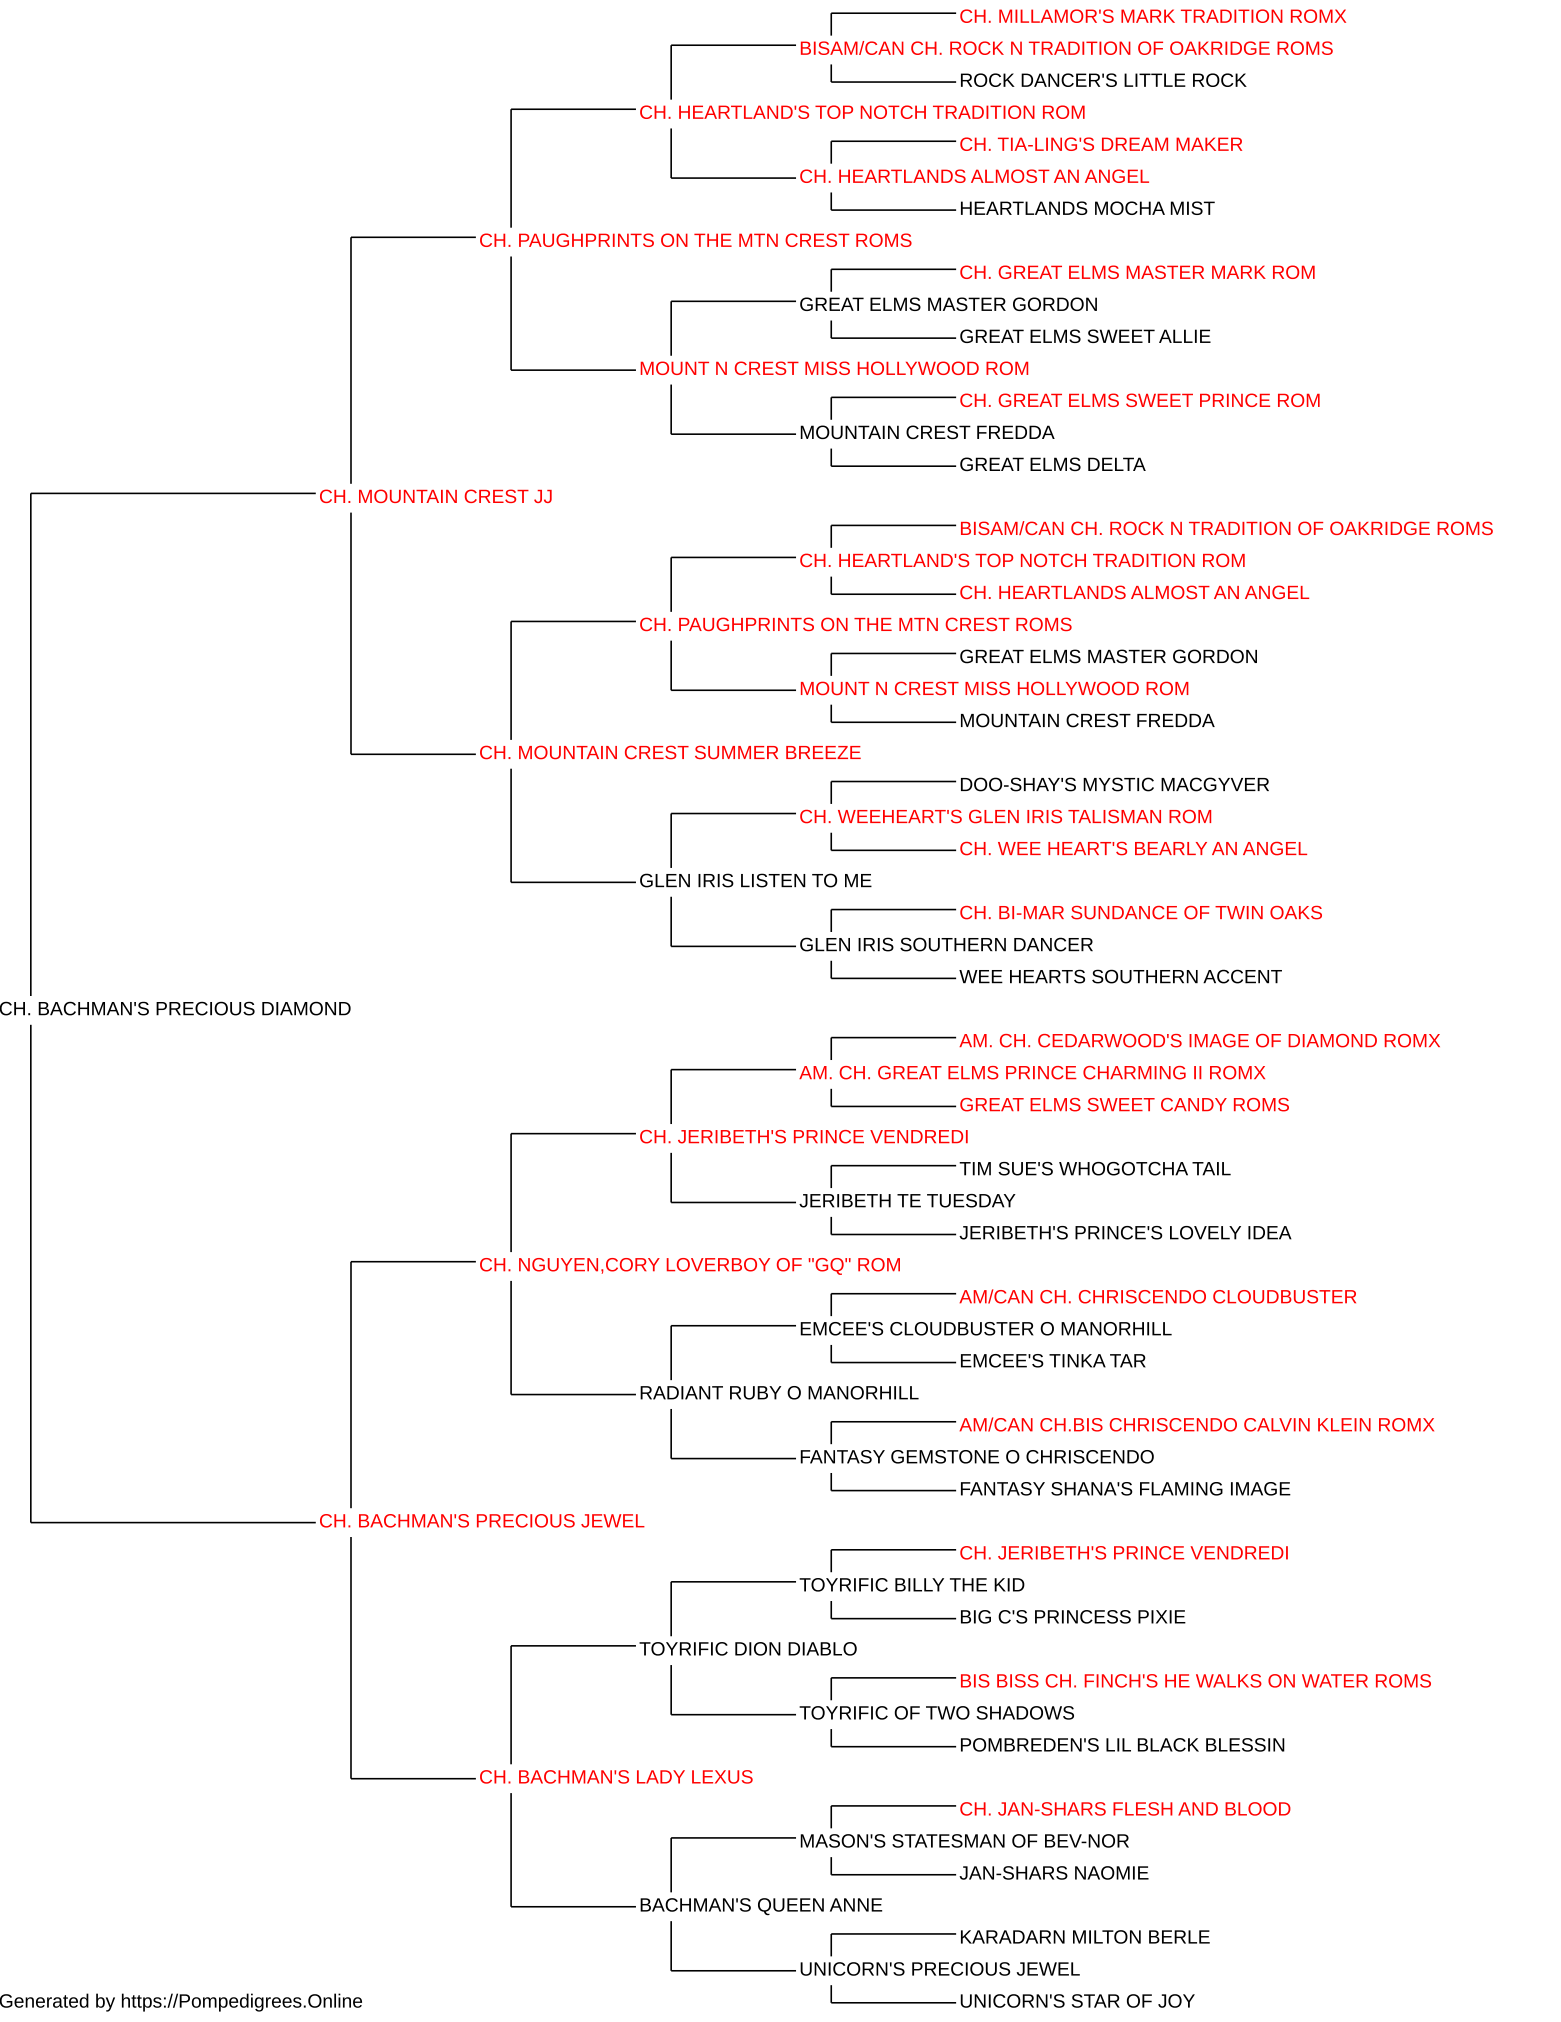 CH. MILLAMOR'S MARK TRADITION ROMX
BISAM/CAN CH. ROCK N TRADITION OF OAKRIDGE ROMS
ROCK DANCER'S LITTLE ROCK
CH. HEARTLAND'S TOP NOTCH TRADITION ROM
CH. TIA-LING'S DREAM MAKER
CH. HEARTLANDS ALMOST AN ANGEL
HEARTLANDS MOCHA MIST
CH. PAUGHPRINTS ON THE MTN CREST ROMS
CH. GREAT ELMS MASTER MARK ROM
GREAT ELMS MASTER GORDON
GREAT ELMS SWEET ALLIE
MOUNT N CREST MISS HOLLYWOOD ROM
CH. GREAT ELMS SWEET PRINCE ROM
MOUNTAIN CREST FREDDA
GREAT ELMS DELTA
CH. MOUNTAIN CREST JJ
BISAM/CAN CH. ROCK N TRADITION OF OAKRIDGE ROMS
CH. HEARTLAND'S TOP NOTCH TRADITION ROM
CH. HEARTLANDS ALMOST AN ANGEL
CH. PAUGHPRINTS ON THE MTN CREST ROMS
GREAT ELMS MASTER GORDON
MOUNT N CREST MISS HOLLYWOOD ROM
MOUNTAIN CREST FREDDA
CH. MOUNTAIN CREST SUMMER BREEZE
DOO-SHAY'S MYSTIC MACGYVER
CH. WEEHEART'S GLEN IRIS TALISMAN ROM
CH. WEE HEART'S BEARLY AN ANGEL
GLEN IRIS LISTEN TO ME
CH. BI-MAR SUNDANCE OF TWIN OAKS
GLEN IRIS SOUTHERN DANCER
WEE HEARTS SOUTHERN ACCENT
CH. BACHMAN'S PRECIOUS DIAMOND
AM. CH. CEDARWOOD'S IMAGE OF DIAMOND ROMX
AM. CH. GREAT ELMS PRINCE CHARMING II ROMX
GREAT ELMS SWEET CANDY ROMS
CH. JERIBETH'S PRINCE VENDREDI
TIM SUE'S WHOGOTCHA TAIL
JERIBETH TE TUESDAY
JERIBETH'S PRINCE'S LOVELY IDEA
CH. NGUYEN,CORY LOVERBOY OF "GQ" ROM
AM/CAN CH. CHRISCENDO CLOUDBUSTER
EMCEE'S CLOUDBUSTER O MANORHILL
EMCEE'S TINKA TAR
RADIANT RUBY O MANORHILL
AM/CAN CH.BIS CHRISCENDO CALVIN KLEIN ROMX
FANTASY GEMSTONE O CHRISCENDO
FANTASY SHANA'S FLAMING IMAGE
CH. BACHMAN'S PRECIOUS JEWEL
CH. JERIBETH'S PRINCE VENDREDI
TOYRIFIC BILLY THE KID
BIG C'S PRINCESS PIXIE
TOYRIFIC DION DIABLO
BIS BISS CH. FINCH'S HE WALKS ON WATER ROMS
TOYRIFIC OF TWO SHADOWS
POMBREDEN'S LIL BLACK BLESSIN
CH. BACHMAN'S LADY LEXUS
CH. JAN-SHARS FLESH AND BLOOD
MASON'S STATESMAN OF BEV-NOR
JAN-SHARS NAOMIE
BACHMAN'S QUEEN ANNE
KARADARN MILTON BERLE
UNICORN'S PRECIOUS JEWEL
UNICORN'S STAR OF JOY
Generated by https://Pompedigrees.Online